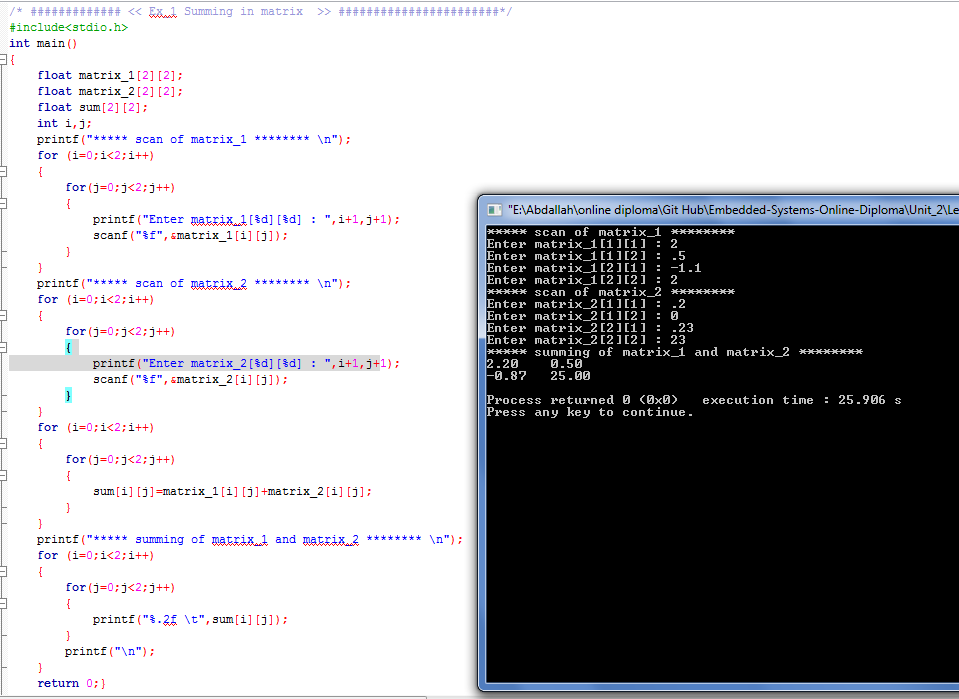 /* ############# << Ex_1 Summing in matrix  >> #######################*/
#include<stdio.h>
int main()
{
    float matrix_1[2][2];
    float matrix_2[2][2];
    float sum[2][2];
    int i,j;
    printf("***** scan of matrix_1 ******** \n");
    for (i=0;i<2;i++)
    {
        for(j=0;j<2;j++)
        {
            printf("Enter matrix_1[%d][%d] : ",i+1,j+1);
            scanf("%f",&matrix_1[i][j]);
        }
    }
    printf("***** scan of matrix_2 ******** \n");
    for (i=0;i<2;i++)
    {
        for(j=0;j<2;j++)
        {
            printf("Enter matrix_2[%d][%d] : ",i+1,j+1);
            scanf("%f",&matrix_2[i][j]);
        }
    }
    for (i=0;i<2;i++)
    {
        for(j=0;j<2;j++)
        {
            sum[i][j]=matrix_1[i][j]+matrix_2[i][j];
        }
    }
    printf("***** summing of matrix_1 and matrix_2 ******** \n");
    for (i=0;i<2;i++)
    {
        for(j=0;j<2;j++)
        {
            printf("%.2f \t",sum[i][j]);
        }
        printf("\n");
    }
    return 0;}
"E:\Abdallah\online diploma\Git Hub\Embedded-Systems-Online-Diploma\Unit_2\Le
***** scan of matrix_1 ********
Enter matrix_1[1][1] : 2
Enter matrix_1[1][2] : .5
Enter matrix_1[2][1] : -1.1
Enter matrix_1[2][2] : 2
***** scan of matrix_2 ********
Enter matrix_2[1][1] : .2
Enter matrix_2[1][2] : 0
Enter matrix_2[2][1] : .23
Enter matrix_2[2][2] : 23
***** summing of matrix_1 and matrix_2 ********
2.20    0.50
-0.87   25.00
Process returned 0 (0x0)   execution time : 25.906 s
Press any key to continue.